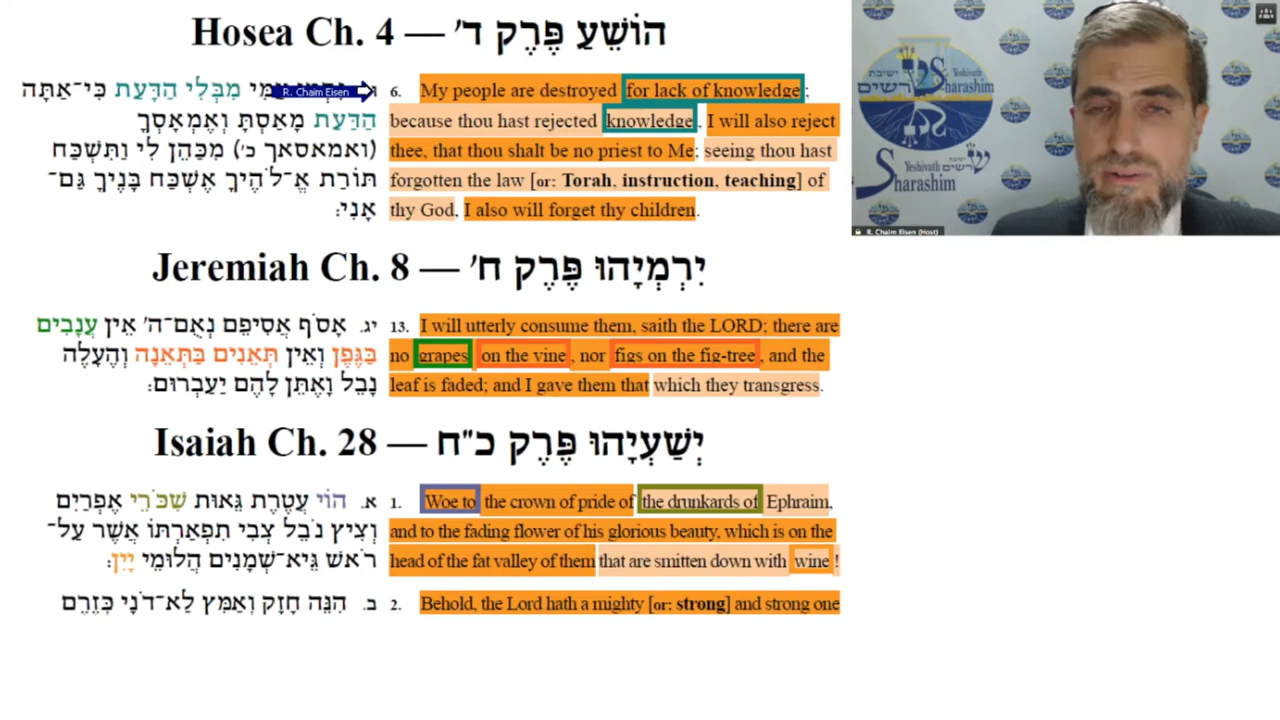 Hosea Ch. 4 — הוֹשֵׁעַ פֶּרֶק ד׳
מִבְּלִי הַדָּעַת כִּי־אַתָּה
הַדַּעַת מָאַסְתָּ וְאֶמְאָסְךָ
(ואמאסאך כ׳) מִכַּהֵן לִי וַתִּשְׁכַּח
תּוֹרַת אֱ־לֹהֶיךָ אֶשְׁכַּח בָּנֶיךָ גַּם־
אָנִי:
R. Chaim Eisen
6. My people are destroyed for lack of knowledge;
because thou hast rejected knowledge, I will also reject
thee, that thou shalt be no priest to Me; seeing thou hast
forgotten the law [or: Torah, instruction, teaching] of
thy God, I also will forget thy children.
Jeremiah Ch. 8 — יִרְמְיָהוּ פֶּרֶק ח׳
יג. אָסֹף אֲסִיפֵם נְאֻם־ה׳ אֵין עֲנָבִים
בַּגֶּפֶן וְאֵין תְּאֵנִים בַּתְּאֵנָה וְהֶעָלֶה
נָבֵל וָאֶתֵּן לָהֶם יַעַבְרוּם:
13. I will utterly consume them, saith the LORD; there are
no grapes on the vine, nor figs on the fig-tree, and the
leaf is faded; and I gave them that which they transgress.
Isaiah Ch. 28 — יְשַׁעְיָהוּ פֶּרֶק כ״ח
א. הוֹי עֲטֶרֶת גֵּאוּת שִׁכֹּרֵי אֶפְרַיִם
וְצִיץ נֹבֵל צְבִי תִפְאַרְתּוֹ אֲשֶׁר עַל־
רֹאשׁ גֵּיא־שְׁמָנִים הֲלוּמֵי יָיִן:
1. Woe to the crown of pride of the drunkards of Ephraim,
and to the fading flower of his glorious beauty, which is on the
head of the fat valley of them that are smitten down with wine!
ב. הִנֵּה חָזָק וְאַמִּץ לַא־דֹנָי כְּזֶרֶם
2. Behold, the Lord hath a mighty [or: strong] and strong one
ישיבת
שרשים
Yeshivath
Sharashim
Yeshivath שרשים
Sharashim
R. Chaim Eisen (Host)